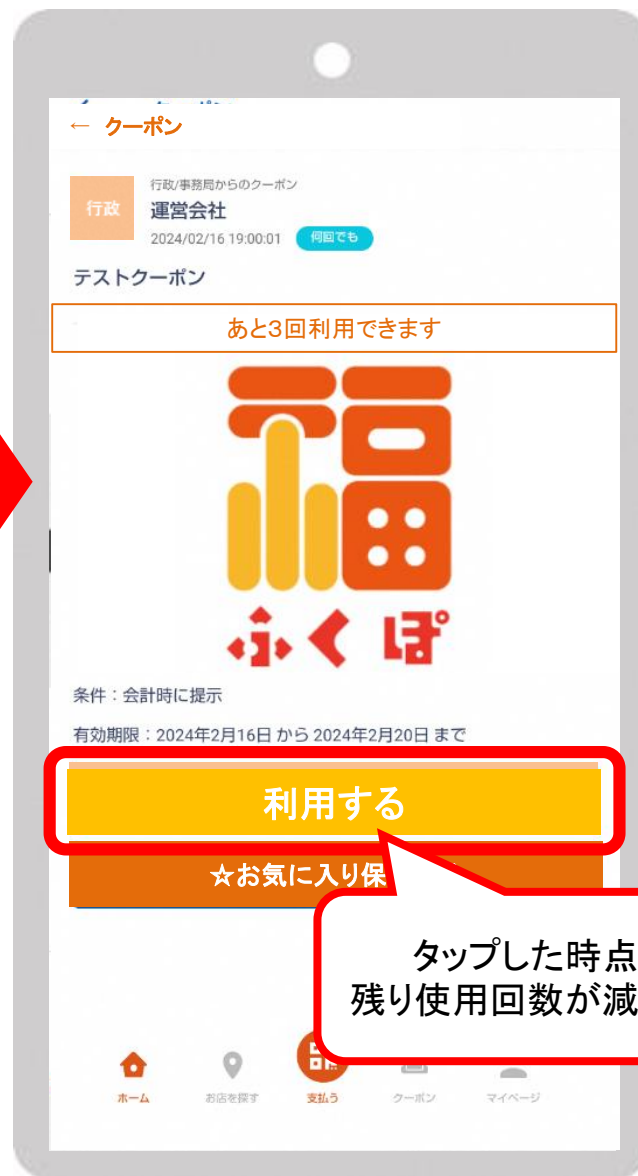 ← クーポン
行政/事務局からのクーポン
行政
運営会社
2024/02/16 19:00:01 何回でも
テストクーポン
あと3回利用できます
福
ふくぽ
条件：会計時に提示
有効期限：2024年2月16日 から 2024年2月20日 まで
利用する
☆お気に入り保
タップした時点
残り使用回数が減
ホーム お店を探す 支払う クーポン マイページ